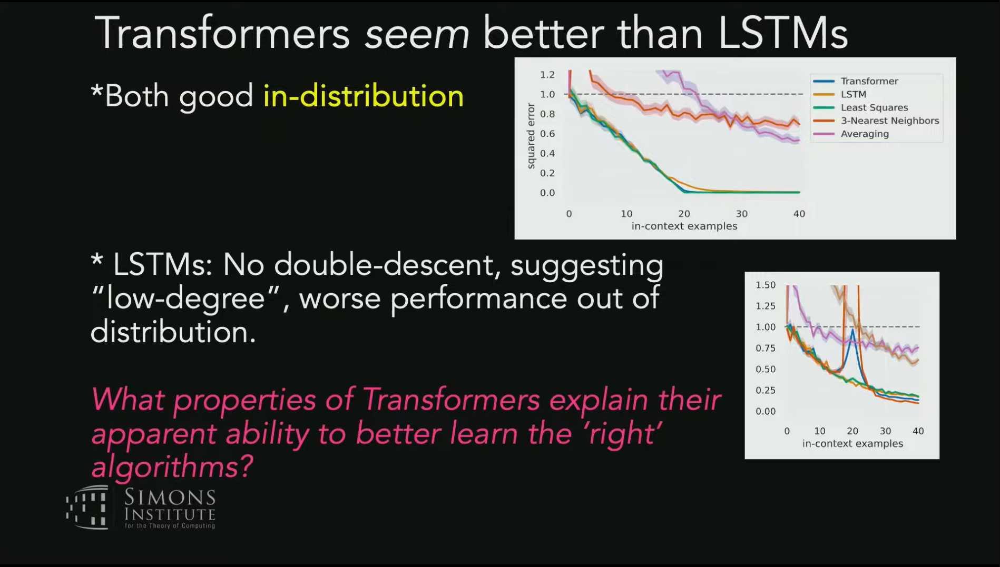 Transformers seem better than LSTMs
*Both good in-distribution
1.2
1.0
0.8
0.6
0.4
0.2
0.0
squared error
0
10
20
30
40
in-context examples
Transformer
LSTM
Least Squares
3-Nearest Neighbors
Averaging
* LSTMs: No double-descent, suggesting
“low-degree”, worse performance out of
distribution.
1.50
1.25
1.00
0.75
0.50
0.25
0.00
0
10
20
30
40
in-context examples
What properties of Transformers explain their
apparent ability to better learn the ‘right’
algorithms?
SIMONS
INSTITUTE
for the Theory of Computing